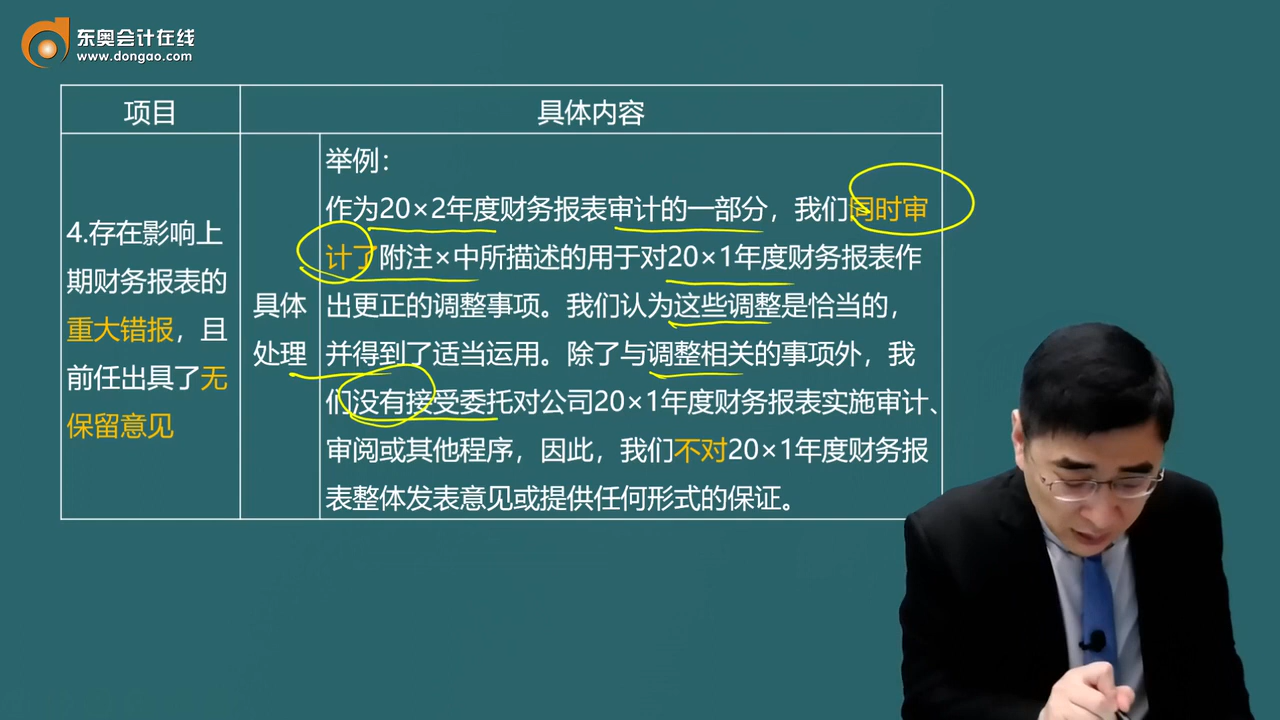 东奥会计在线
www.dongao.com
项目
具体内容
4.存在影响上
期财务报表的
重大错报，且
前任出具了无
保留意见
具体
处理
举例：
作为20×2年度财务报表审计的一部分，我们同时审
计了附注×中所描述的用于对20×1年度财务报表作
出更正的调整事项。我们认为这些调整是恰当的，
并得到了适当运用。除了与调整相关的事项外，我
们没有接受委托对公司20×1年度财务报表实施审计、
审阅或其他程序，因此，我们不对20×1年度财务报
表整体发表意见或提供任何形式的保证。